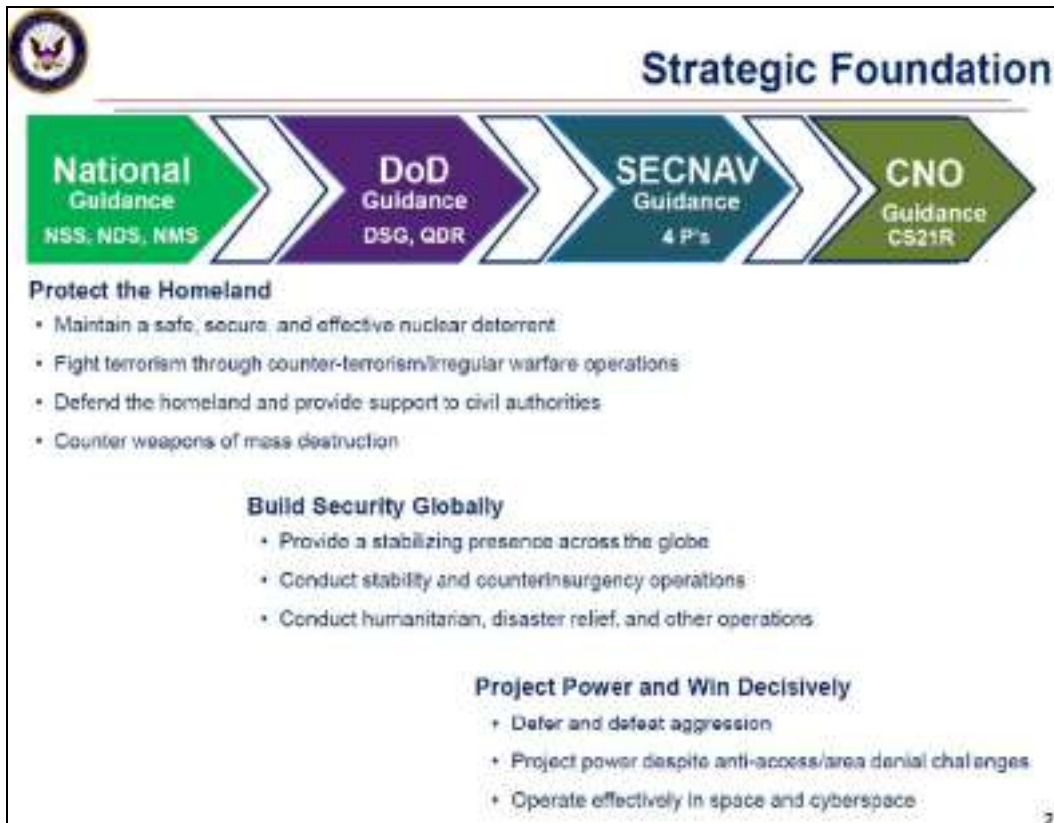 Strategic Foundation
National
Guidance
NSS, NDS, NMS
DoD
Guidance
DSG, QDR
SECNAV
Guidance
4 P's
CNO
Guidance
CS21R
Protect the Homeland
• Maintain a safe, secure, and effective nuclear deterrent
• Fight terrorism through counter-terrorism/irregular warfare operations
• Defend the homeland and provide support to civil authorities
• Counter weapons of mass destruction
Build Security Globally
• Provide a stabilizing presence across the globe
• Conduct stability and counterinsurgency operations
• Conduct humanitarian, disaster relief, and other operations
Project Power and Win Decisively
• Deter and defeat aggression
• Project power despite anti-access/area denial challenges
• Operate effectively in space and cyberspace
2